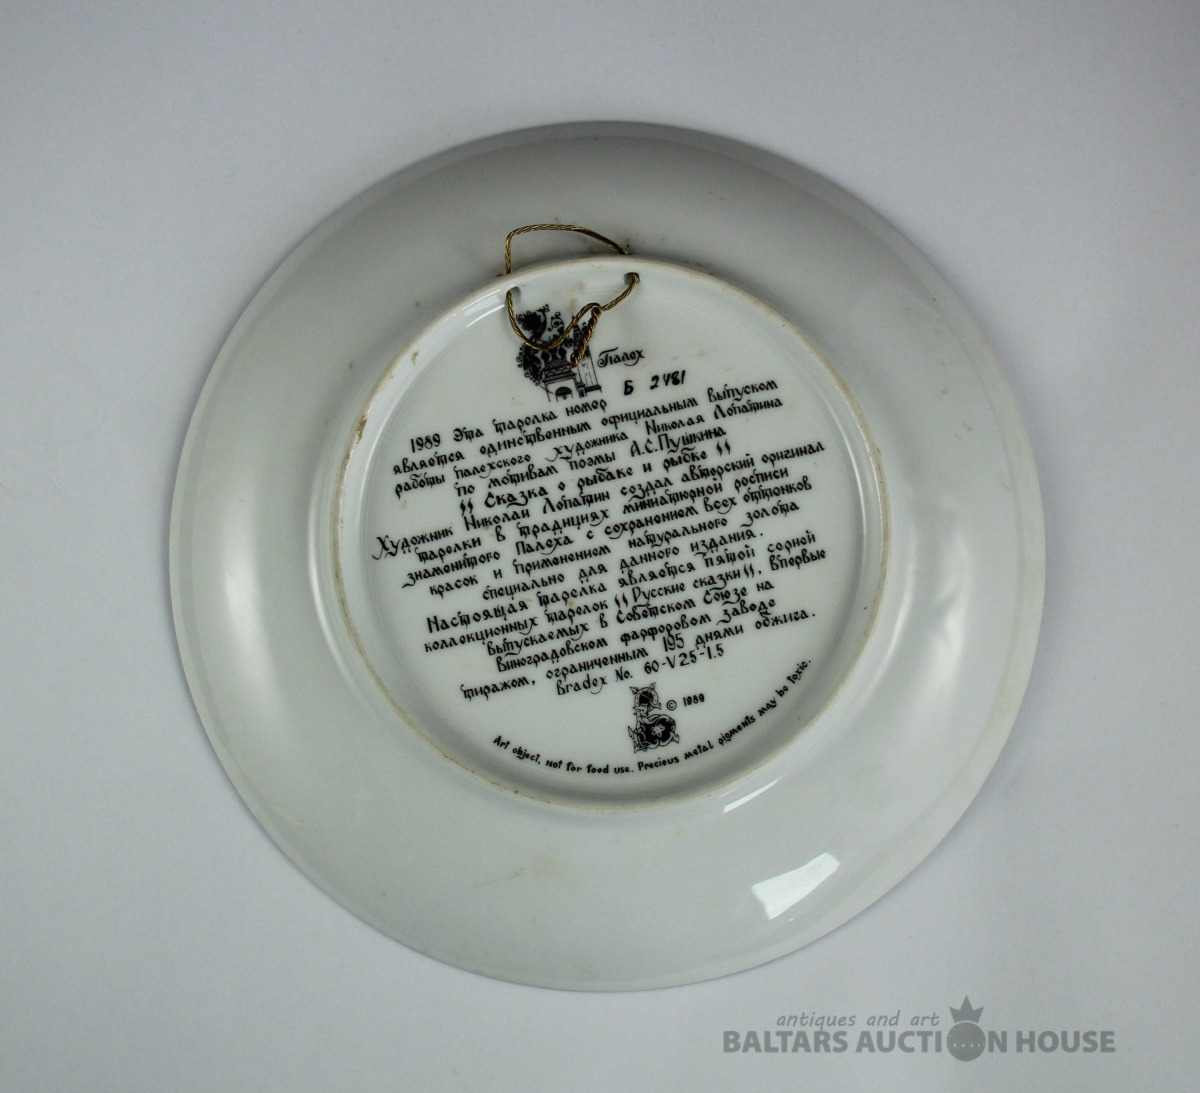 Палех
Б 2481
1989 Эта тарелка номер
является единственным официальным выпуском
работы палехского художника Николая Лопатина
по мотивам поэмы А.С.Пушкина
"Сказка о рыбаке и рыбке"
Художник Николай Лопатин создал авторский оригинал
тарелки в традициях миниатюрной росписи
знаменитого Палеха с сохранением всех оттенков
красок и применением натурального золота
специально для данного издания.
Настоящая тарелка является пятой серией
коллекционных тарелок "Русские сказки", впервые
выпускаемых в Советском Союзе на
Виноградовском фарфоровом заводе
тиражом, ограниченным 195 днями обжига.
Bradex No. 60-V25-1.5
© 1989
Art object, not for food use. Precious metal pigments may be toxic.
antiques and art
BALTARS AUCTION HOUSE